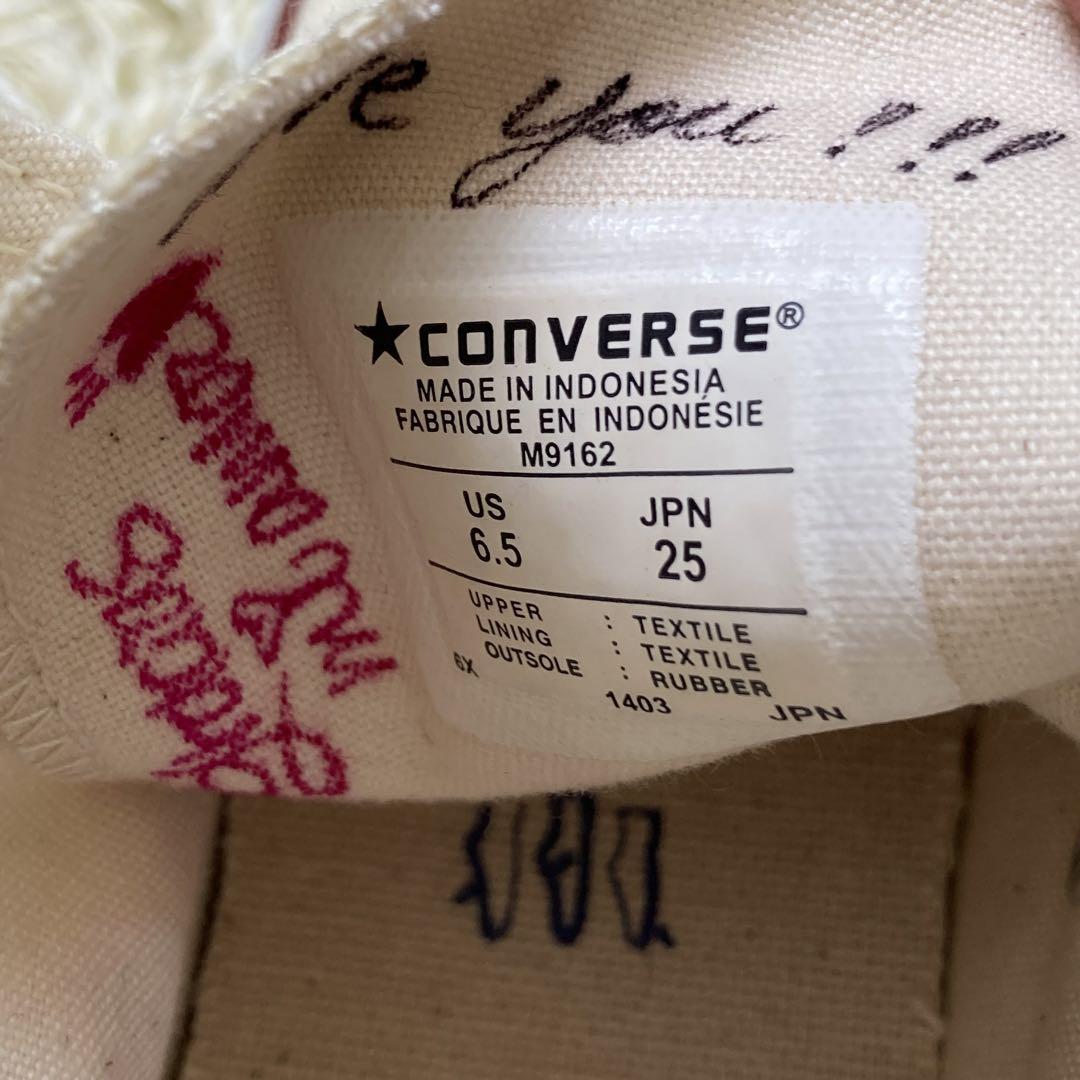 you!!!
★CONVERSE®
MADE IN INDONESIA
FABRIQUE EN INDONÉSIE
M9162
US JPN
6.5 25
UPPER : TEXTILE
LINING : TEXTILE
OUTSOLE : RUBBER
6X 1403 JPN